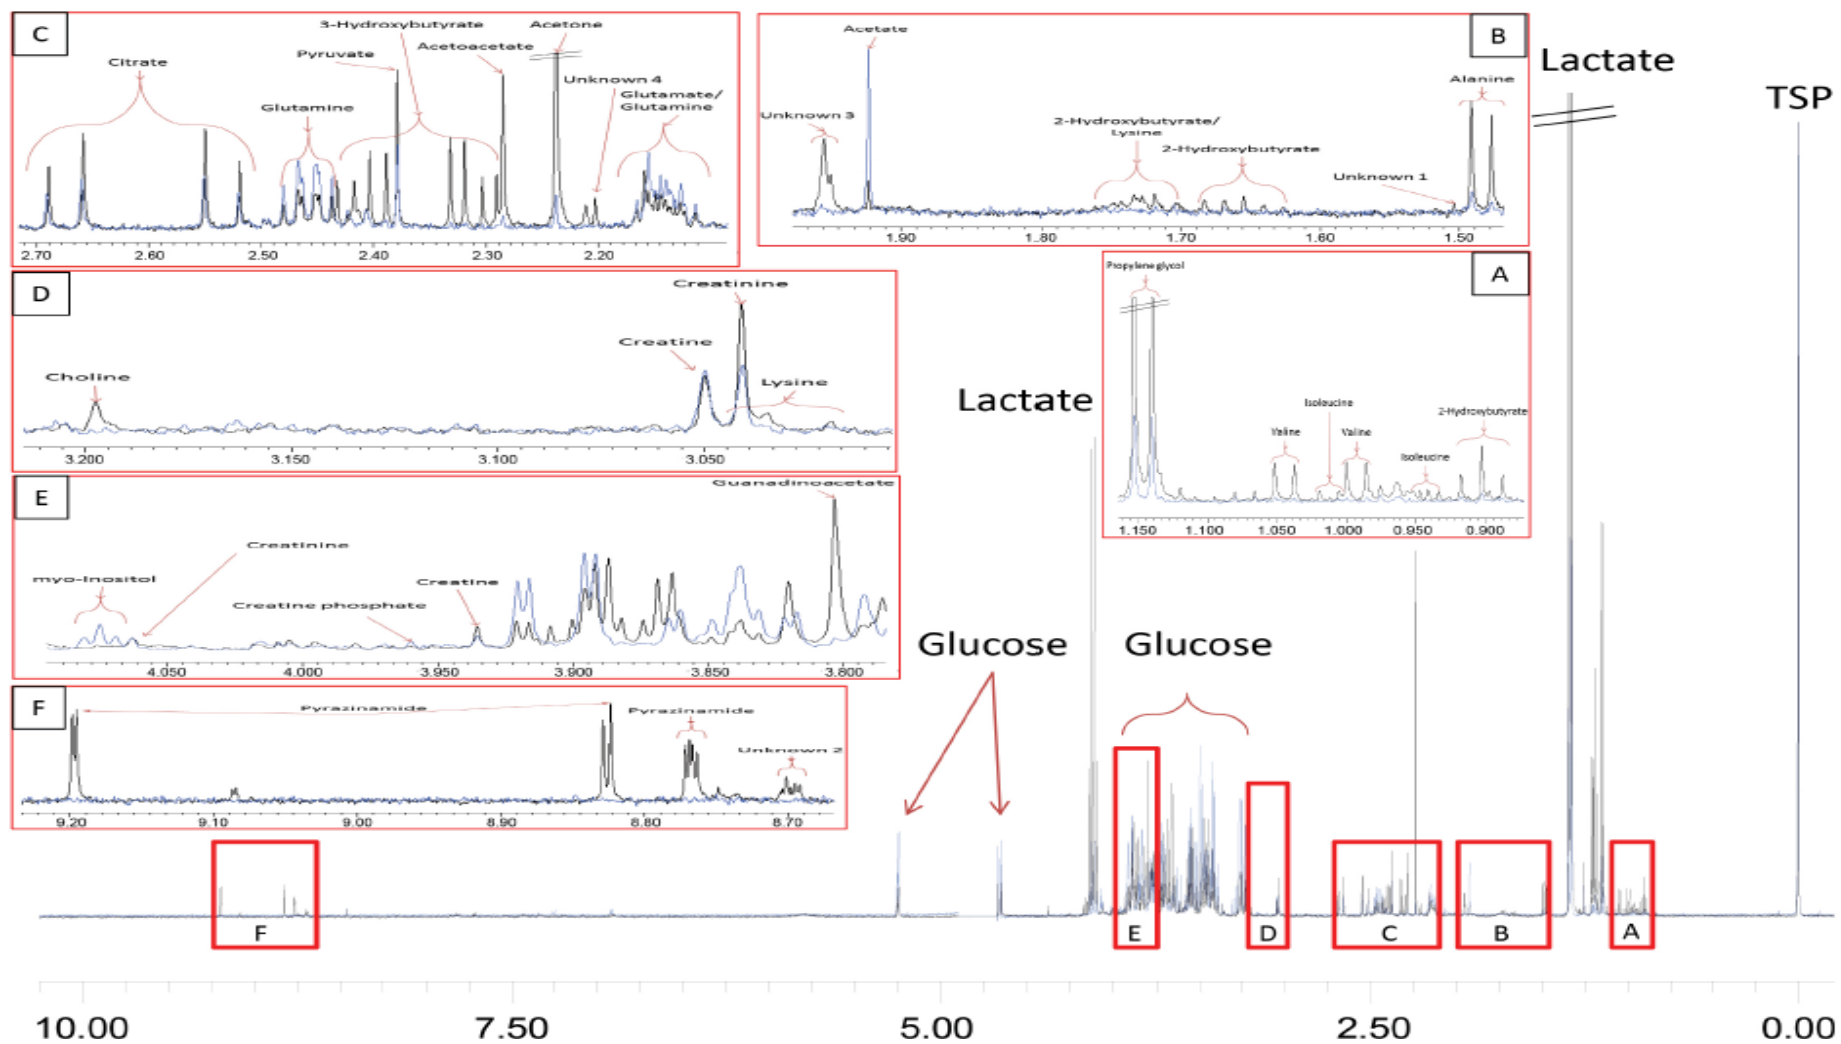 C
3-Hydroxybutyrate
Acetone
Pyruvate
Acetoacetate
Citrate
Unknown 4
Glutamine
Glutamate/
Glutamine
2.70 2.60 2.50 2.40 2.30 2.20
B
Acetate
Alanine
Unknown 3
2-Hydroxybutyrate/
Lysine
2-Hydroxybutyrate
Unknown 1
1.90 1.80 1.70 1.60 1.50
Lactate
TSP
D
Creatinine
Creatine
Choline
Lysine
3.200 3.150 3.100 3.050
A
Propylene glycol
Isoleucine
2-Hydroxybutyrate
Valine
Valine
Isoleucine
1.150 1.100 1.050 1.000 0.950 0.900
Lactate
E
Guanadinoacetate
Creatinine
myo-Inositol
Creatine
Creatine phosphate
4.050 4.000 3.950 3.900 3.850 3.800
Glucose
Glucose
F
Pyrazinamide
Pyrazinamide
Unknown 2
9.20 9.10 9.00 8.90 8.80 8.70
F E D C B A
10.00 7.50 5.00 2.50 0.00